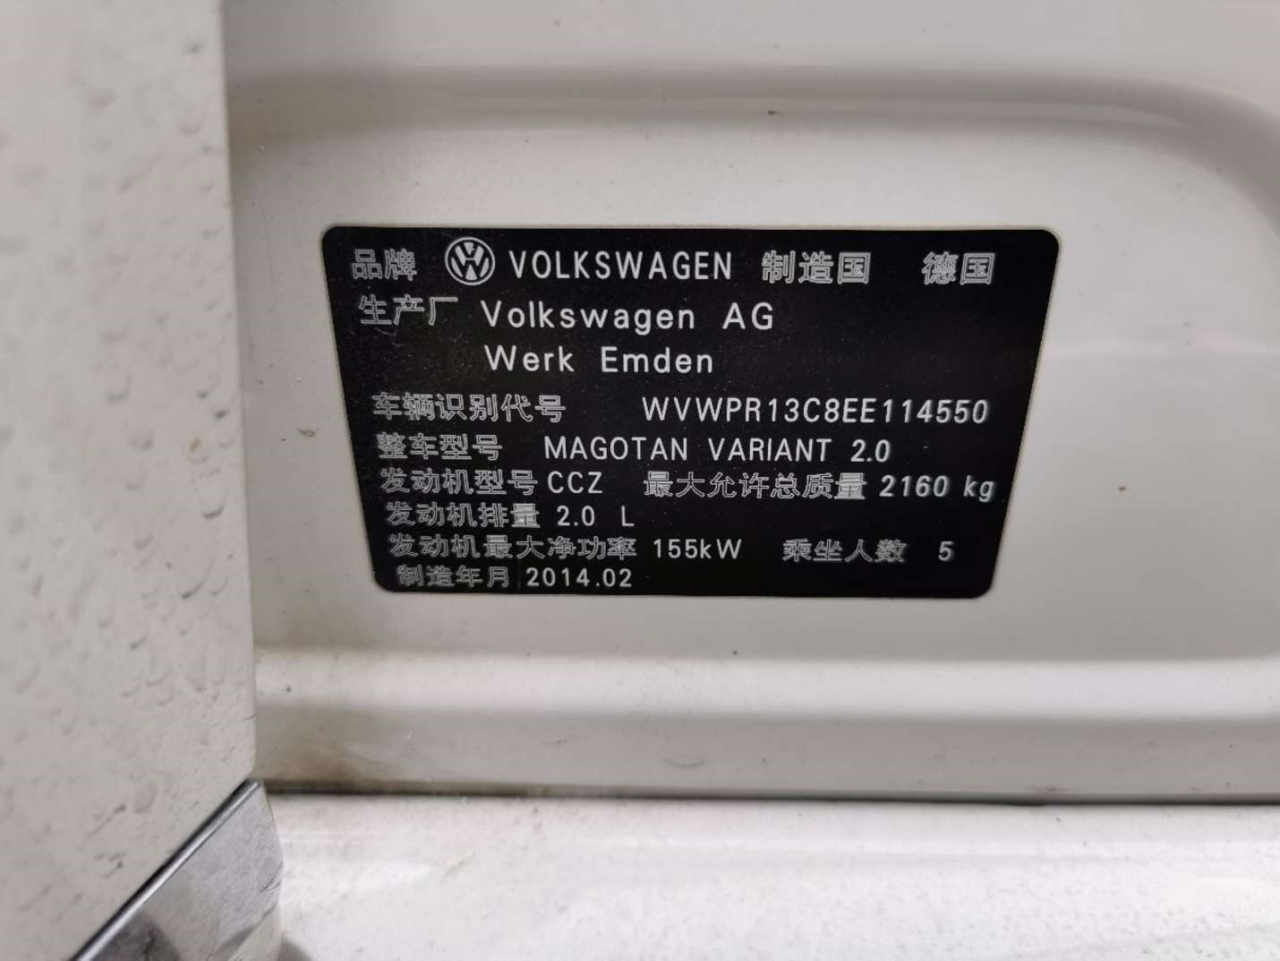 品牌 VOLKSWAGEN 制造国 德国
生产厂 Volkswagen AG
Werk Emden
车辆识别代号 WVWPR13C8EE114550
整车型号 MAGOTAN VARIANT 2.0
发动机型号 CCZ 最大允许总质量 2160 kg
发动机排量 2.0 L
发动机最大净功率 155kW 乘坐人数 5
制造年月 2014.02